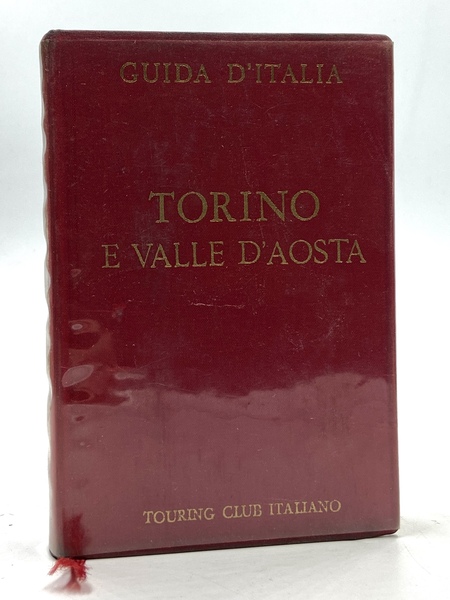 GUIDA D'ITALIA
TORINO
E VALLE D'AOSTA
TOURING CLUB ITALIANO